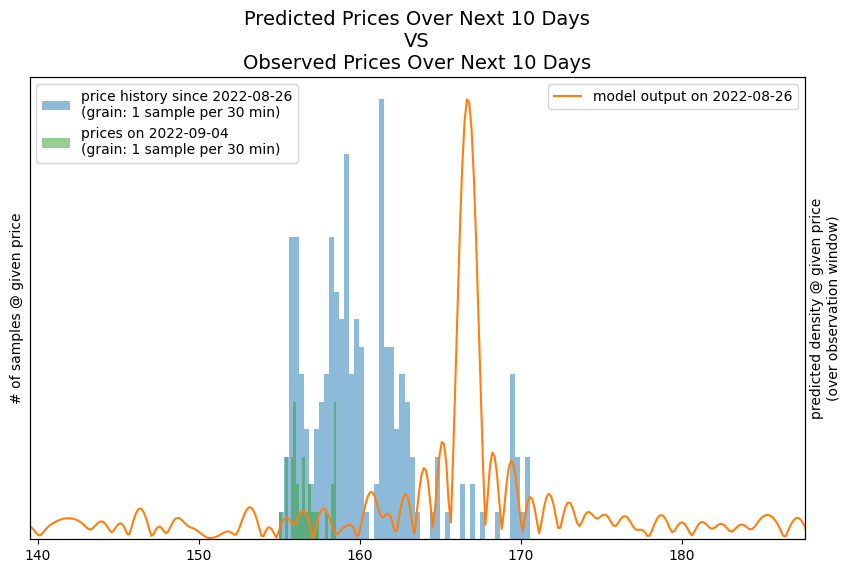 Predicted Prices Over Next 10 Days
VS
Observed Prices Over Next 10 Days
price history since 2022-08-26
(grain: 1 sample per 30 min)
prices on 2022-09-04
(grain: 1 sample per 30 min)
model output on 2022-08-26
# of samples @ given price
predicted density @ given price
(over observation window)
140
150
160
170
180